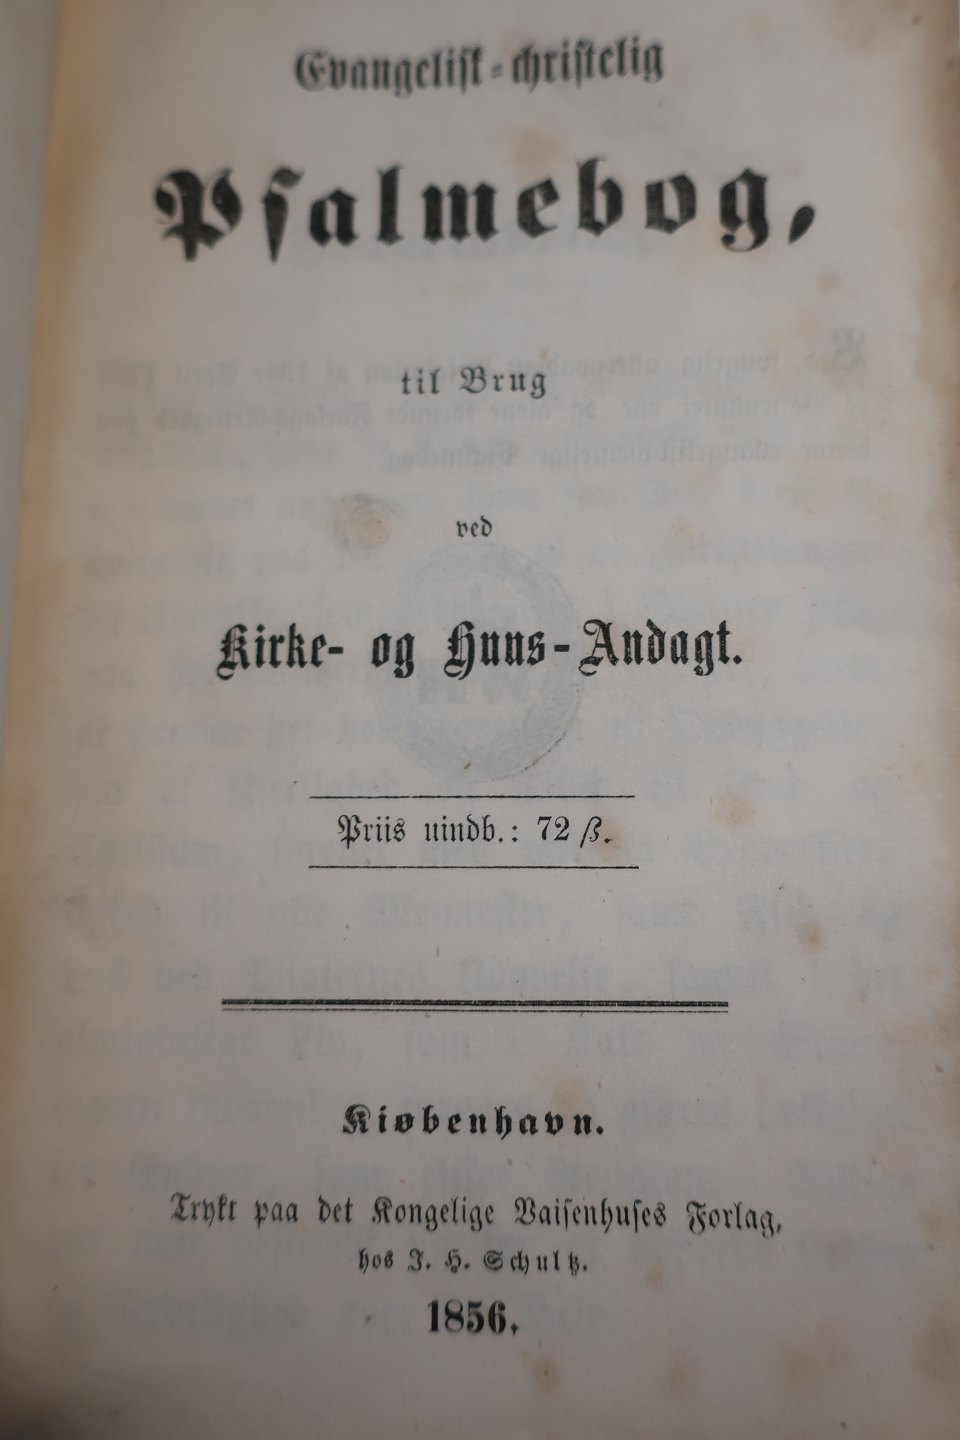 Evangelisk-christelig
Psalmebog,
til Brug
ved
Kirke- og Huus-Andagt.
Priis uindb.: 72 ß.
Kiøbenhavn.
Trykt paa det Kongelige Vaisenhuses Forlag,
hos J. H. Schultz.
1856.